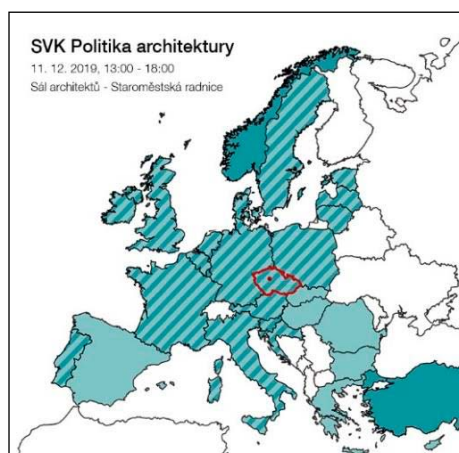 SVK Politika architektury
11. 12. 2019, 13:00 - 18:00
Sál architektů - Staroměstská radnice